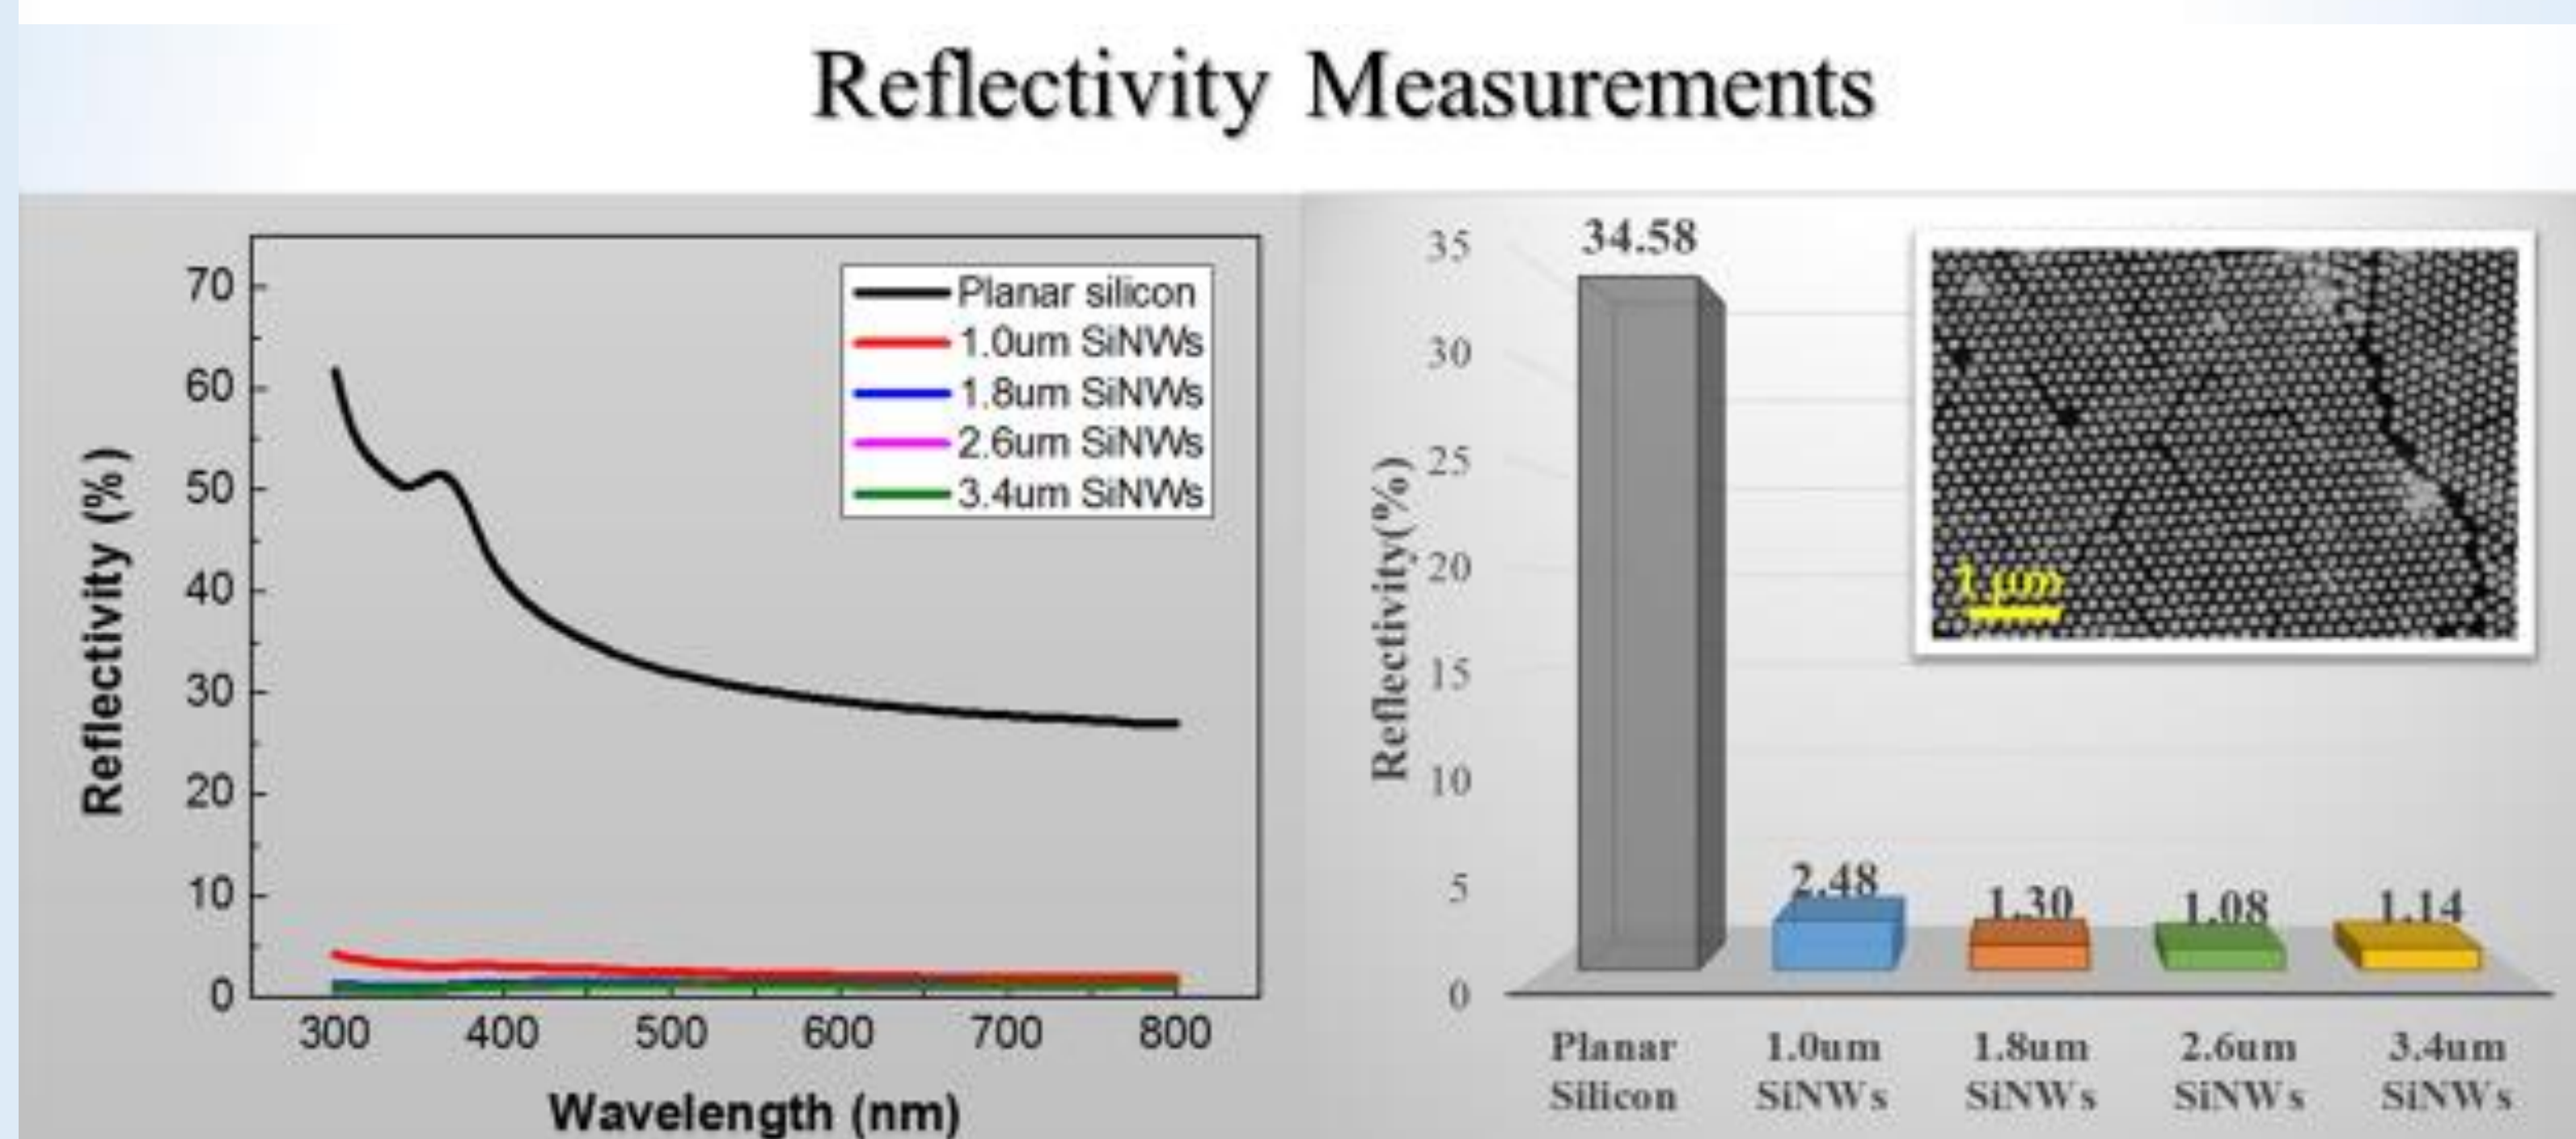 Reflectivity Measurements
Reflectivity (%)
70
60
50
40
30
20
10
0
300 400 500 600 700 800
Wavelength (nm)
Planar silicon
1.0um SiNWs
1.8um SiNWs
2.6um SiNWs
3.4um SiNWs
Reflectivity(%)
35
30
25
20
15
10
5
0
34.58
2.48
1.30
1.08
1.14
1 μm
Planar
Silicon
1.0um
SiNWs
1.8um
SiNWs
2.6um
SiNWs
3.4um
SiNWs